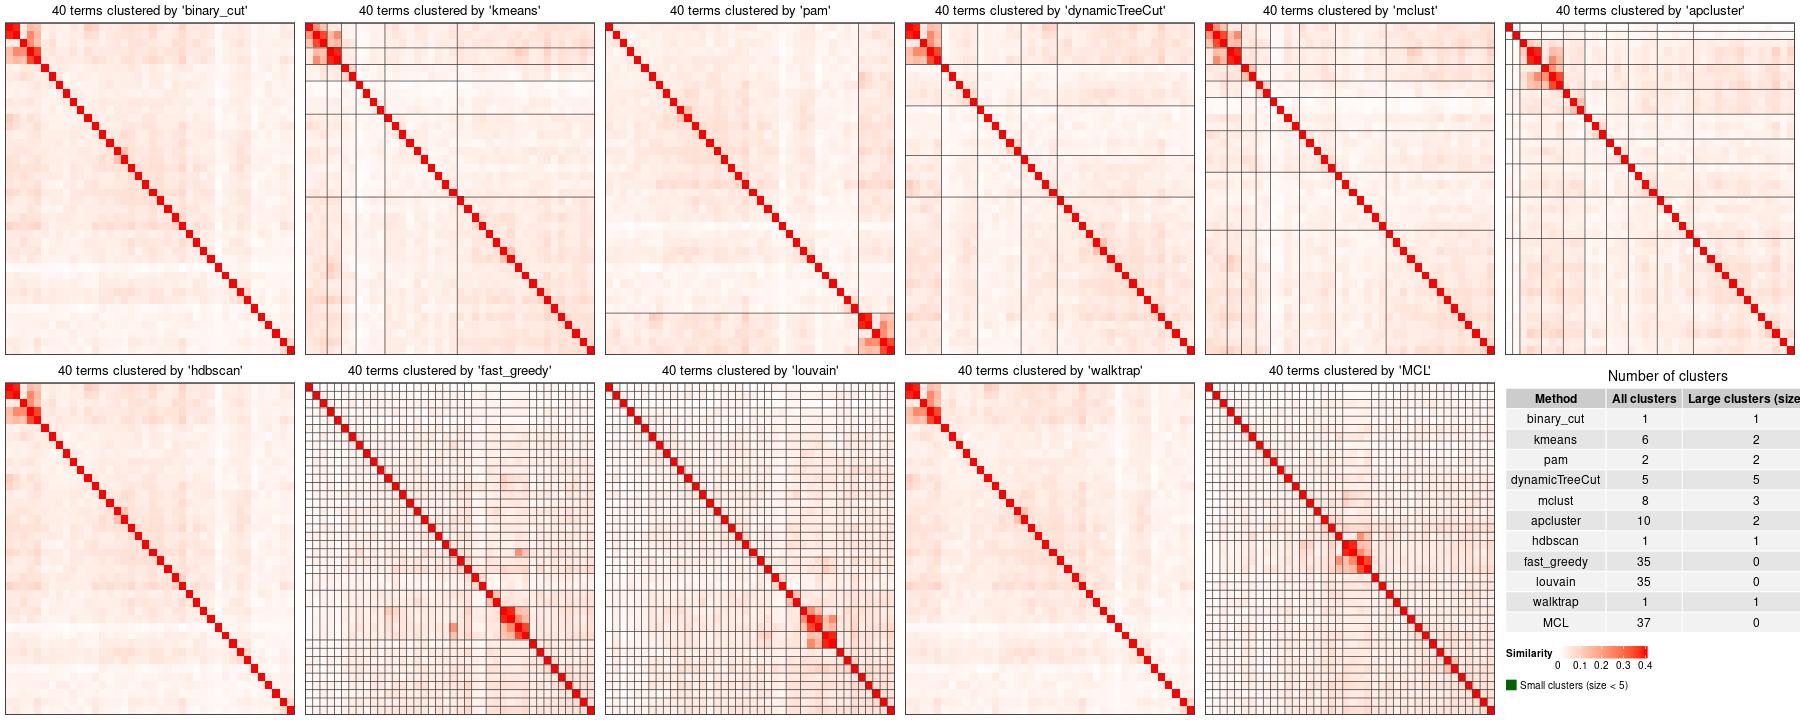 40 terms clustered by 'binary_cut'
40 terms clustered by 'kmeans'
40 terms clustered by 'pam'
40 terms clustered by 'dynamicTreeCut'
40 terms clustered by 'mclust'
40 terms clustered by 'apcluster'
40 terms clustered by 'hdbscan'
40 terms clustered by 'fast_greedy'
40 terms clustered by 'louvain'
40 terms clustered by 'walktrap'
40 terms clustered by 'MCL'
Number of clusters
Method All clusters Large clusters (size
binary_cut 1 1
kmeans 6 2
pam 2 2
dynamicTreeCut 5 5
mclust 8 3
apcluster 10 2
hdbscan 1 1
fast_greedy 35 0
louvain 35 0
walktrap 1 1
MCL 37 0
Similarity
0 0.1 0.2 0.3 0.4
Small clusters (size < 5)